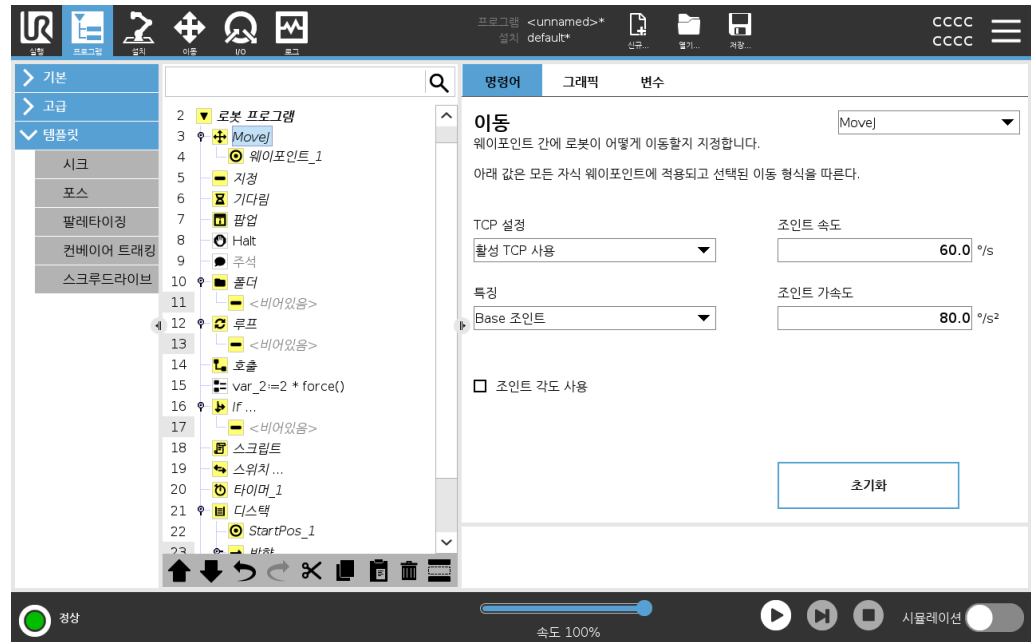 UR
실행
프로그램
설치
이동
I/O
로그
프로그램 <unnamed>*
설치 default*
신규...
열기...
저장...
CCCC
CCCC
기본
고급
템플릿
시크
포스
팔레타이징
컨베이어 트래킹
스크루드라이브
2 로봇 프로그램
3 MoveJ
4 웨이포인트_1
5 지정
6 기다림
7 팝업
8 Halt
9 주석
10 폴더
11 <비어있음>
12 루프
13 <비어있음>
14 호출
15 var_2:=2 * force()
16 If ...
17 <비어있음>
18 스크립트
19 스위치 ...
20 타이머_1
21 디스택
22 StartPos_1
23 방향
명령어
그래픽
변수
이동
MoveJ
웨이포인트 간에 로봇이 어떻게 이동할지 지정합니다.
아래 값은 모든 자식 웨이포인트에 적용되고 선택된 이동 형식을 따른다.
TCP 설정
조인트 속도
활성 TCP 사용
60.0 °/s
특징
조인트 가속도
Base 조인트
80.0 °/s²
조인트 각도 사용
초기화
정상
속도 100%
시뮬레이션